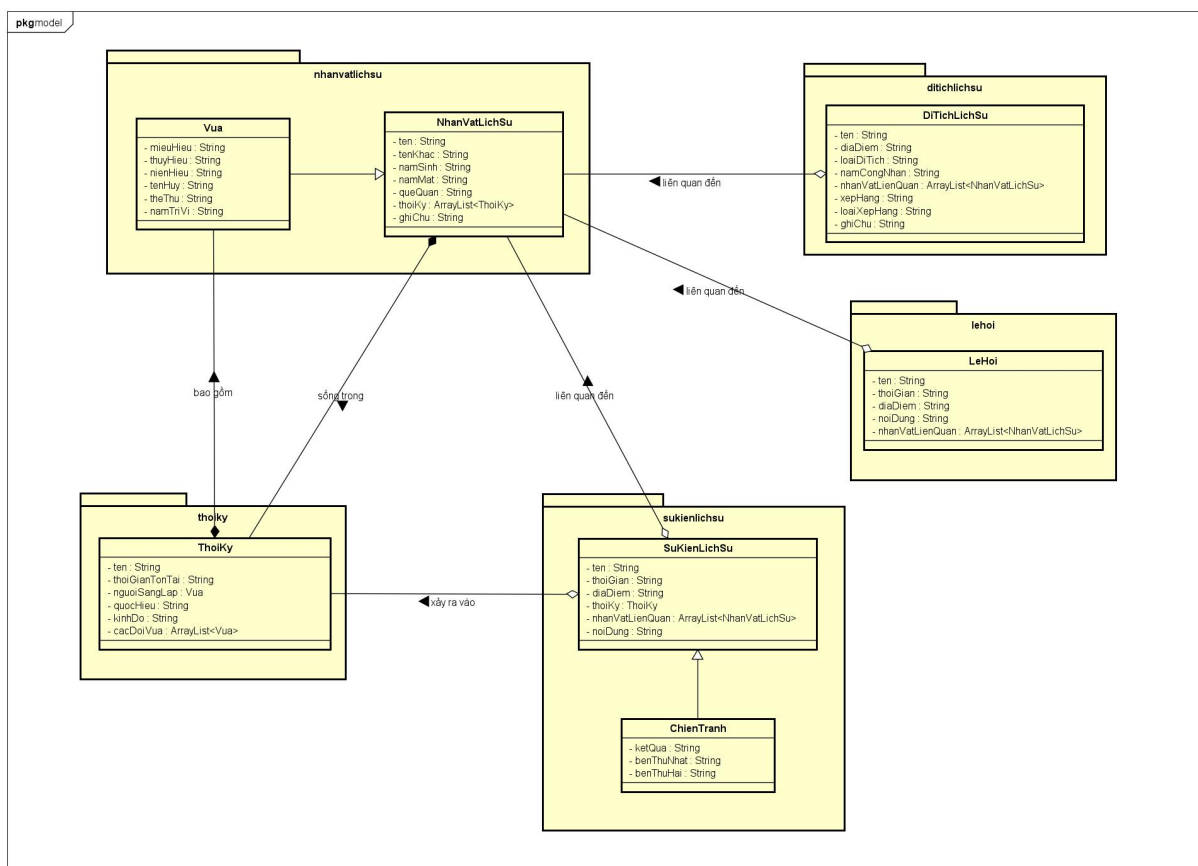 pkg model
nhanvatlichsu
Vua
- mieuHieu : String
- thuyHieu : String
- nienHieu : String
- tenHuy : String
- theThu : String
- namTriVi : String
NhanVatLichSu
- ten : String
- tenKhac : String
- namSinh : String
- namMat : String
- queQuan : String
- thoiKy : ArrayList<ThoiKy>
- ghiChu : String
ditichlichsu
DiTichLichSu
- ten : String
- diaDiem : String
- loaiDiTich : String
- namCongNhan : String
- nhanVatLienQuan : ArrayList<NhanVatLichSu>
- xepHang : String
- loaiXepHang : String
- ghiChu : String
liên quan đến
liên quan đến
lehoi
LeHoi
- ten : String
- thoiGian : String
- diaDiem : String
- noiDung : String
- nhanVatLienQuan : ArrayList<NhanVatLichSu>
bao gồm
sống trong
liên quan đến
thoiky
ThoiKy
- ten : String
- thoiGianTonTai : String
- nguoiSangLap : Vua
- quocHieu : String
- kinhDo : String
- cacDoiVua : ArrayList<Vua>
xảy ra vào
sukienlichsu
SuKienLichSu
- ten : String
- thoiGian : String
- diaDiem : String
- thoiKy : ThoiKy
- nhanVatLienQuan : ArrayList<NhanVatLichSu>
- noiDung : String
ChienTranh
- ketQua : String
- benThuNhat : String
- benThuHai : String